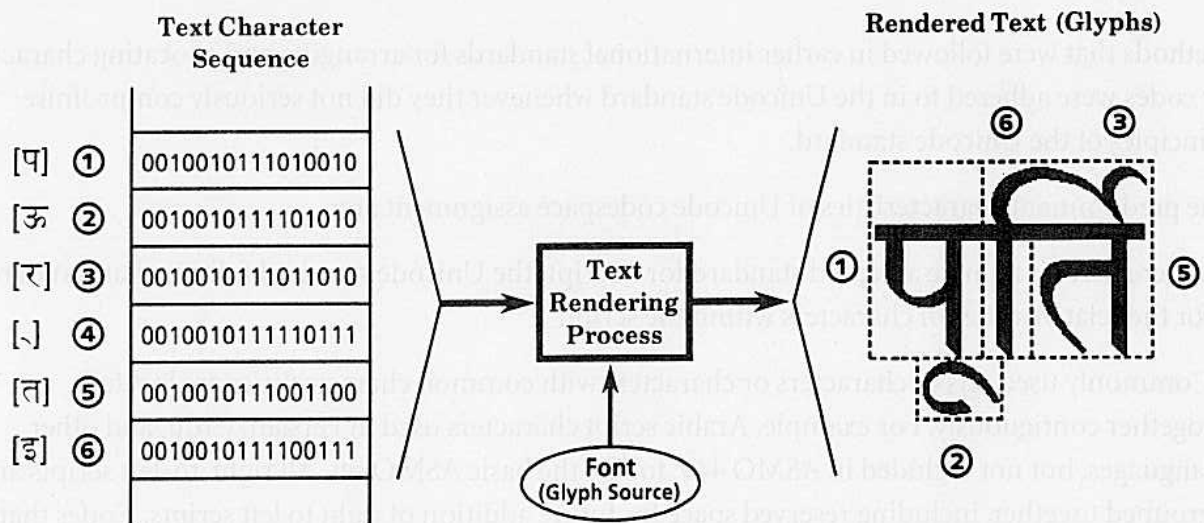 Text Character
Sequence
Rendered Text (Glyphs)
[प] ① 0010010111010010
[ऊ] ② 0010010111101010
[र] ③ 0010010111011010
[्] ④ 0010010111110111
[त] ⑤ 0010010111001100
[इ] ⑥ 0010010111100111
Text
Rendering
Process
Font
(Glyph Source)
⑥ ③
① पूर्ति ⑤
②